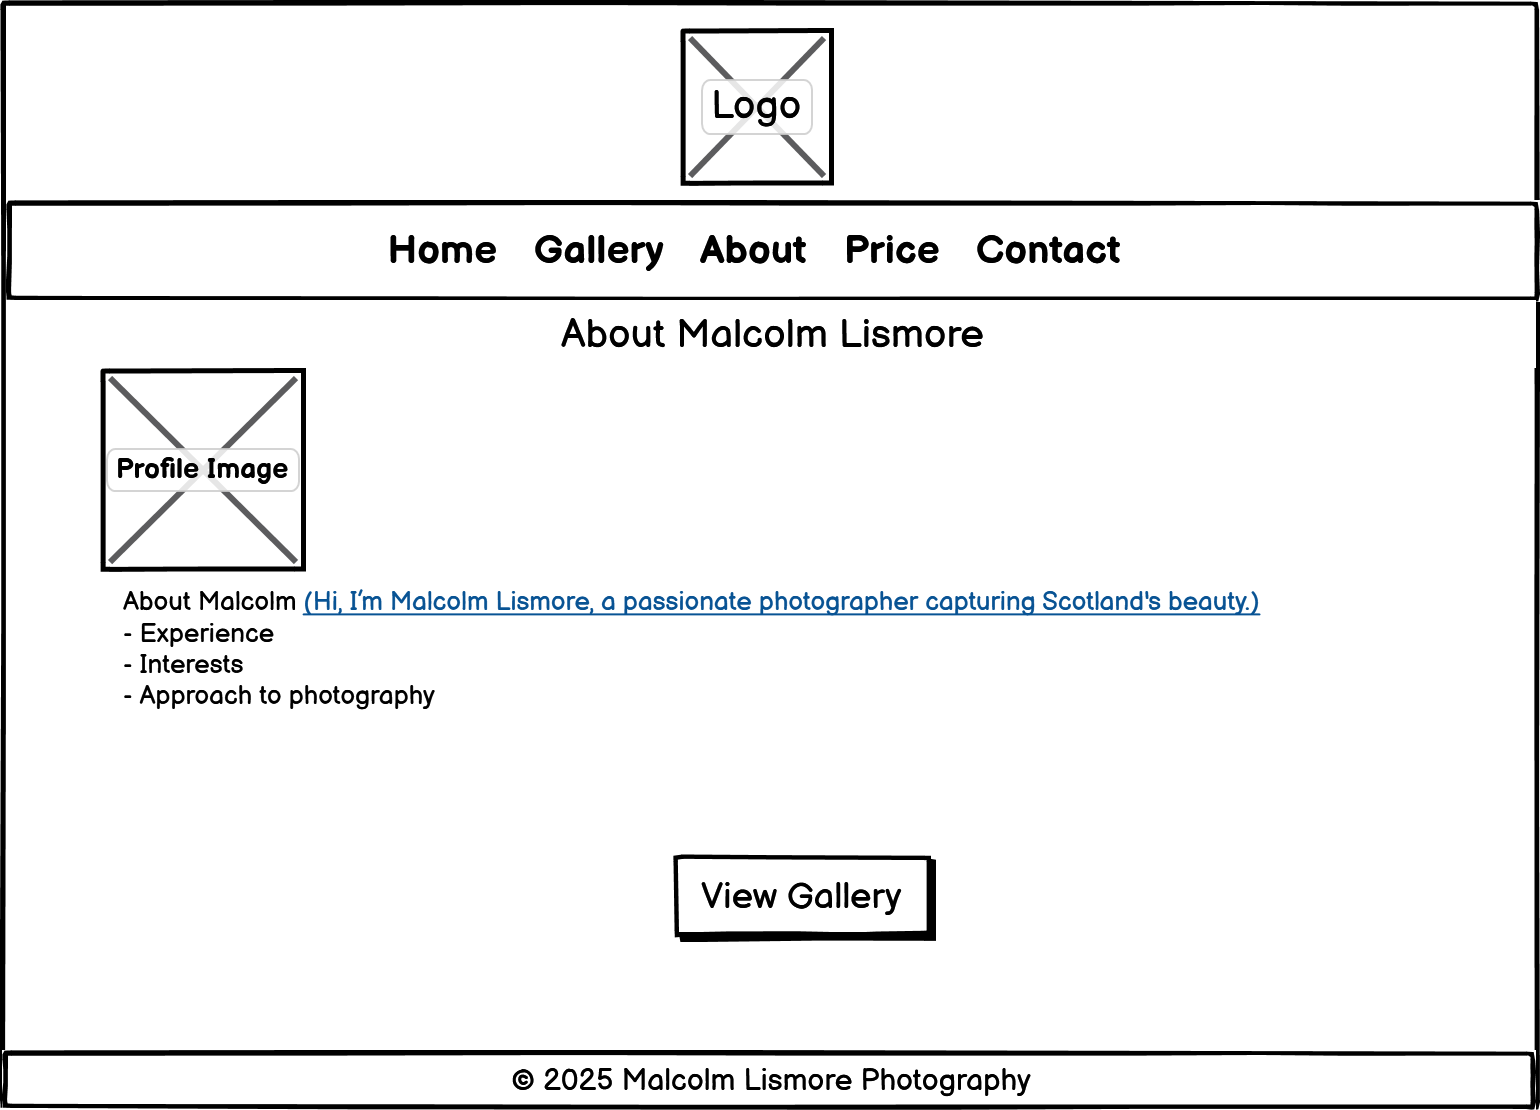 Logo
Home Gallery About Price Contact
About Malcolm Lismore
Profile Image
About Malcolm (Hi, I’m Malcolm Lismore, a passionate photographer capturing Scotland's beauty.)
- Experience
- Interests
- Approach to photography
View Gallery
© 2025 Malcolm Lismore Photography